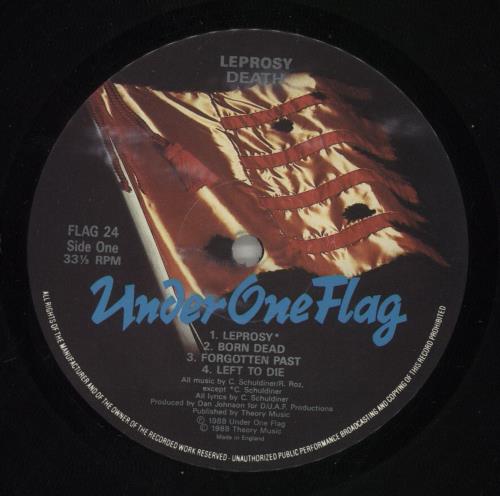 LEPROSY
DEATH
FLAG 24
Side One
33⅓ RPM
Under One Flag
1. LEPROSY*
2. BORN DEAD
3. FORGOTTEN PAST
4. LEFT TO DIE
All music by C. Schuldiner/R. Roz,
except *C. Schuldiner
All lyrics by C. Schuldiner
Produced by Dan Johnson for D.U.A.F. Productions
Published by Theory Music
Ⓟ 1988 Under One Flag
© 1988 Theory Music
Made in England
ALL RIGHTS OF THE MANUFACTURER AND OF THE OWNER OF THE RECORDED WORK RESERVED - UNAUTHORIZED PUBLIC PERFORMANCE BROADCASTING AND COPYING OF THIS RECORD PROHIBITED